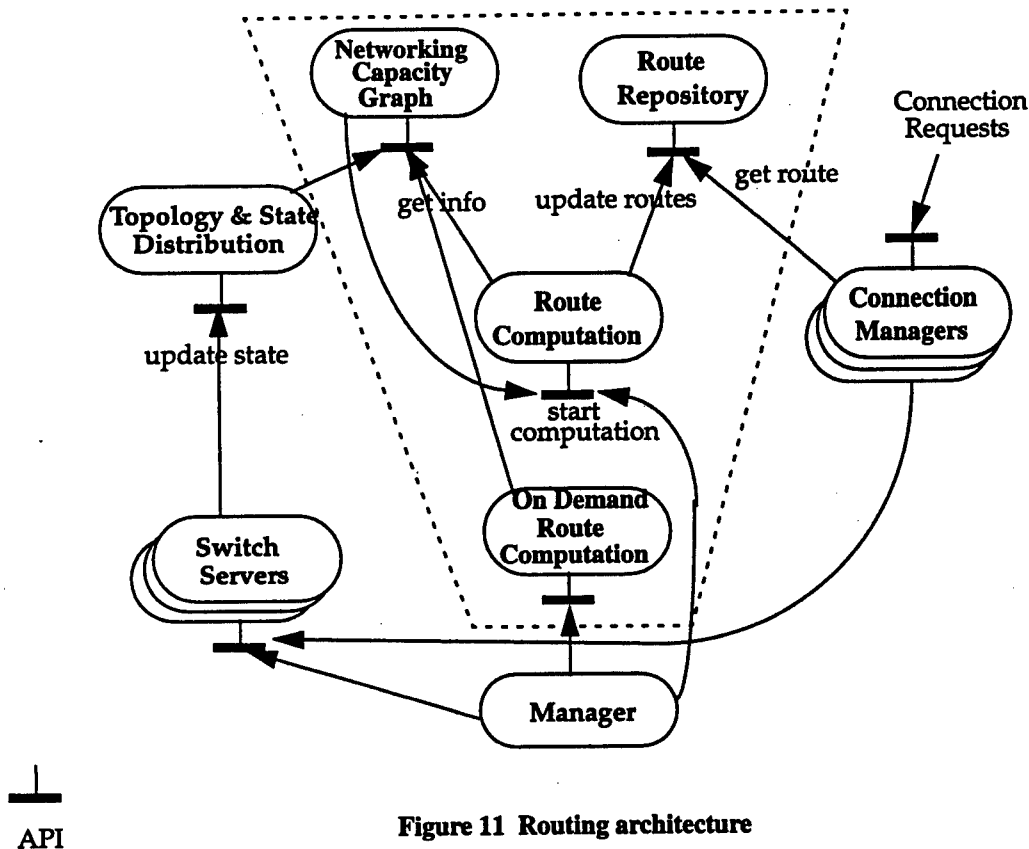 Networking
Capacity
Graph
Route
Repository
Connection
Requests
get info
update routes
get route
Topology & State
Distribution
Route
Computation
Connection
Managers
update state
start
computation
On Demand
Route
Computation
Switch
Servers
Manager
API
Figure 11 Routing architecture